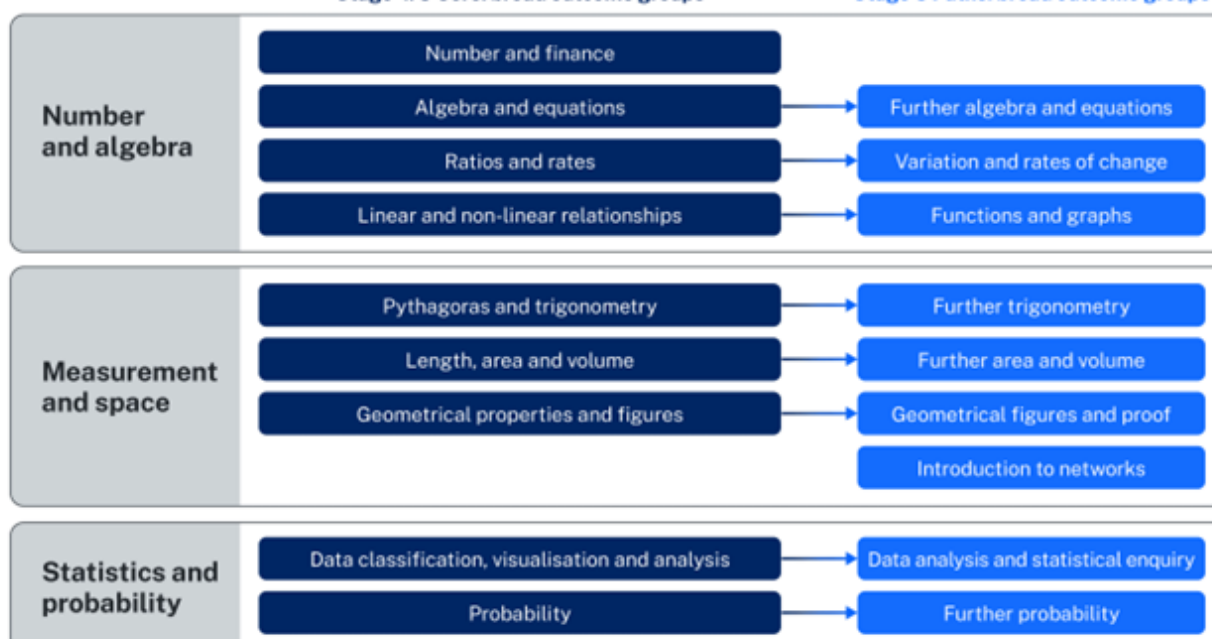 Number and finance
Number
and algebra
Algebra and equations
Further algebra and equations
Ratios and rates
Variation and rates of change
Linear and non-linear relationships
Functions and graphs
Measurement
and space
Pythagoras and trigonometry
Further trigonometry
Length, area and volume
Further area and volume
Geometrical properties and figures
Geometrical figures and proof
Introduction to networks
Statistics and
probability
Data classification, visualisation and analysis
Data analysis and statistical enquiry
Probability
Further probability